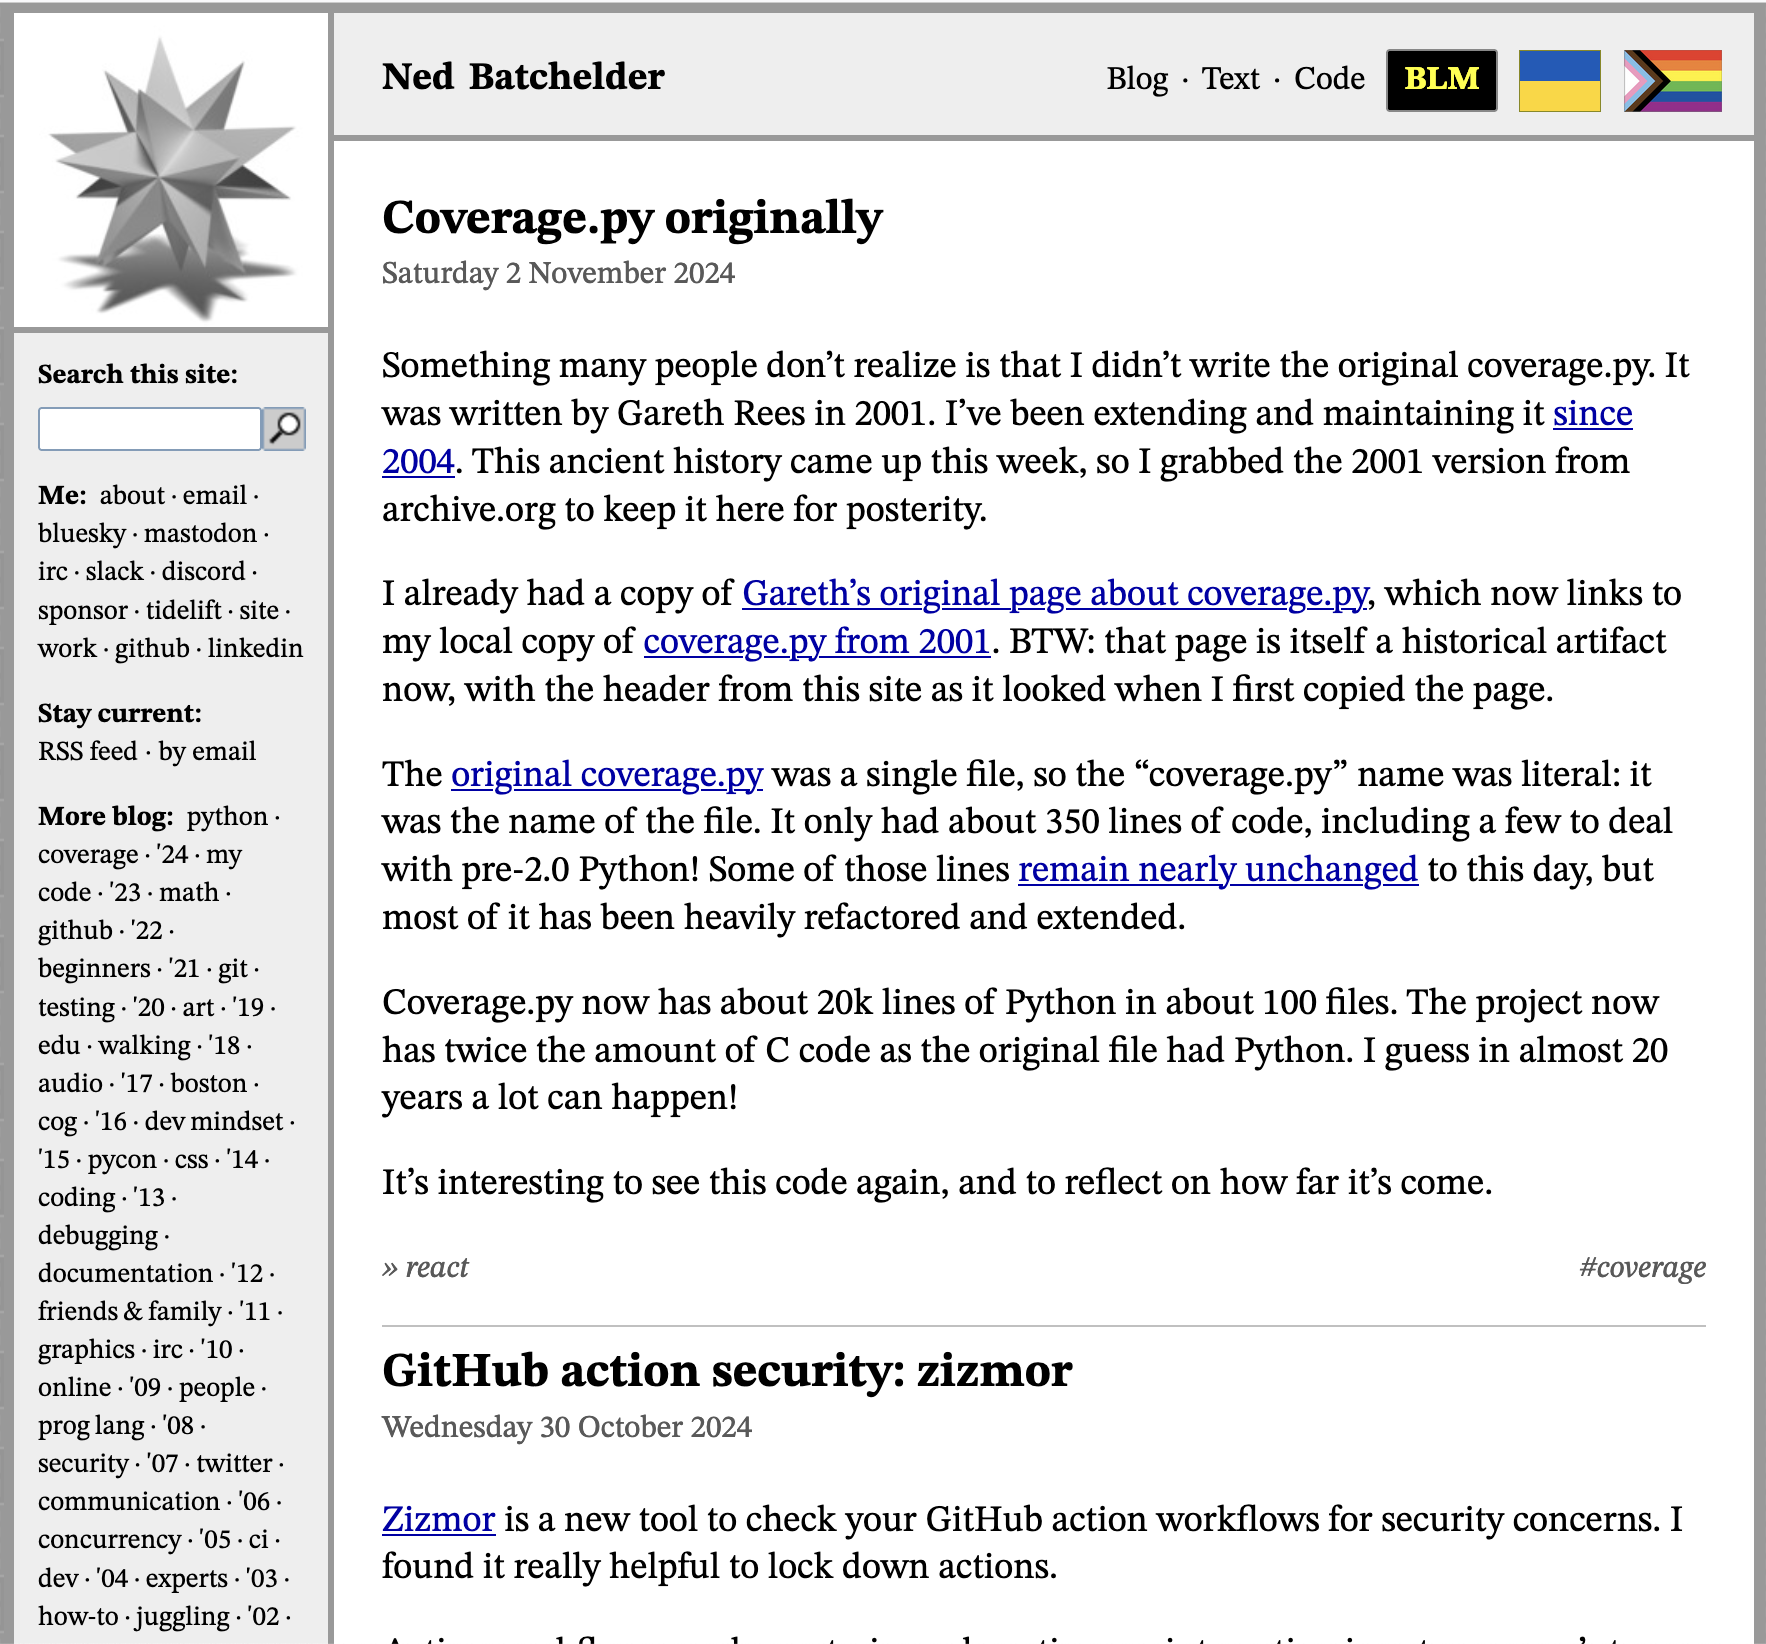 Ned Batchelder
Blog · Text · Code BLM
Search this site:
Me: about · email ·
bluesky · mastodon ·
irc · slack · discord ·
sponsor · tidelift · site ·
work · github · linkedin
Stay current:
RSS feed · by email
More blog: python ·
coverage · '24 · my
code · '23 · math ·
github · '22 ·
beginners · '21 · git ·
testing · '20 · art · '19 ·
edu · walking · '18 ·
audio · '17 · boston ·
cog · '16 · dev mindset ·
'15 · pycon · css · '14 ·
coding · '13 ·
debugging ·
documentation · '12 ·
friends & family · '11 ·
graphics · irc · '10 ·
online · '09 · people ·
prog lang · '08 ·
security · '07 · twitter ·
communication · '06 ·
concurrency · '05 · ci ·
dev · '04 · experts · '03 ·
how-to · juggling · '02 ·
Coverage.py originally
Saturday 2 November 2024
Something many people don’t realize is that I didn’t write the original coverage.py. It
was written by Gareth Rees in 2001. I’ve been extending and maintaining it since
2004. This ancient history came up this week, so I grabbed the 2001 version from
archive.org to keep it here for posterity.
I already had a copy of Gareth’s original page about coverage.py, which now links to
my local copy of coverage.py from 2001. BTW: that page is itself a historical artifact
now, with the header from this site as it looked when I first copied the page.
The original coverage.py was a single file, so the “coverage.py” name was literal: it
was the name of the file. It only had about 350 lines of code, including a few to deal
with pre-2.0 Python! Some of those lines remain nearly unchanged to this day, but
most of it has been heavily refactored and extended.
Coverage.py now has about 20k lines of Python in about 100 files. The project now
has twice the amount of C code as the original file had Python. I guess in almost 20
years a lot can happen!
It’s interesting to see this code again, and to reflect on how far it’s come.
» react #coverage
GitHub action security: zizmor
Wednesday 30 October 2024
Zizmor is a new tool to check your GitHub action workflows for security concerns. I
found it really helpful to lock down actions.